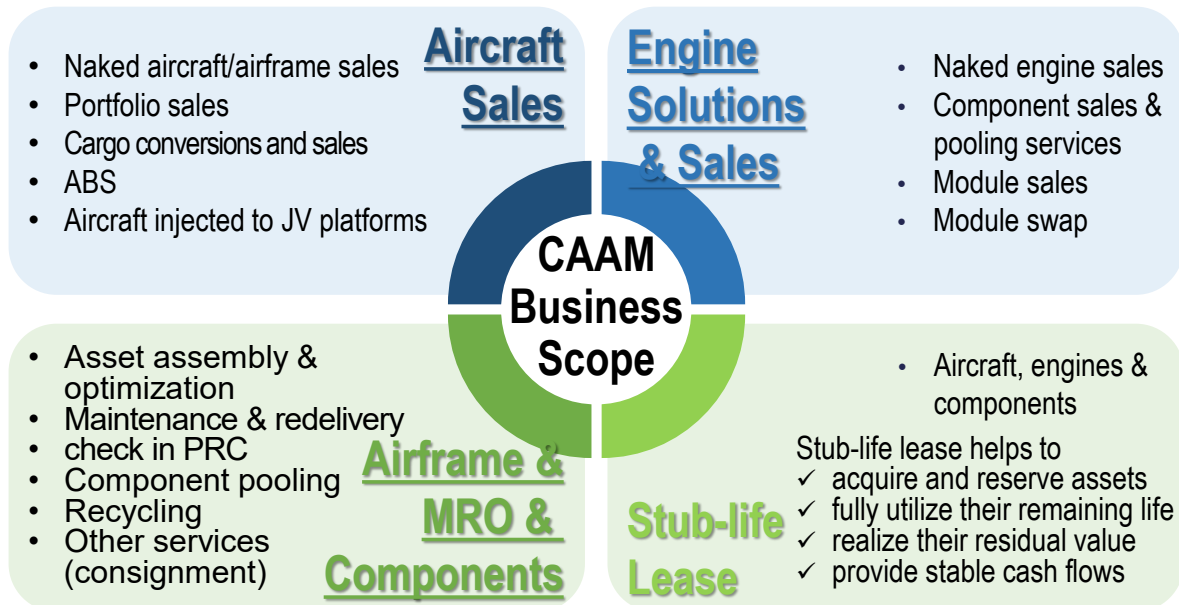 Aircraft
Sales
• Naked aircraft/airframe sales
• Portfolio sales
• Cargo conversions and sales
• ABS
• Aircraft injected to JV platforms
Engine
Solutions
& Sales
• Naked engine sales
• Component sales &
pooling services
• Module sales
• Module swap
CAAM
Business
Scope
• Asset assembly &
optimization
• Maintenance & redelivery
• check in PRC
• Component pooling
• Recycling
• Other services
(consignment)
Airframe &
MRO &
Components
• Aircraft, engines &
components
Stub-life lease helps to
✓ acquire and reserve assets
✓ fully utilize their remaining life
✓ realize their residual value
✓ provide stable cash flows
Stub-life
Lease